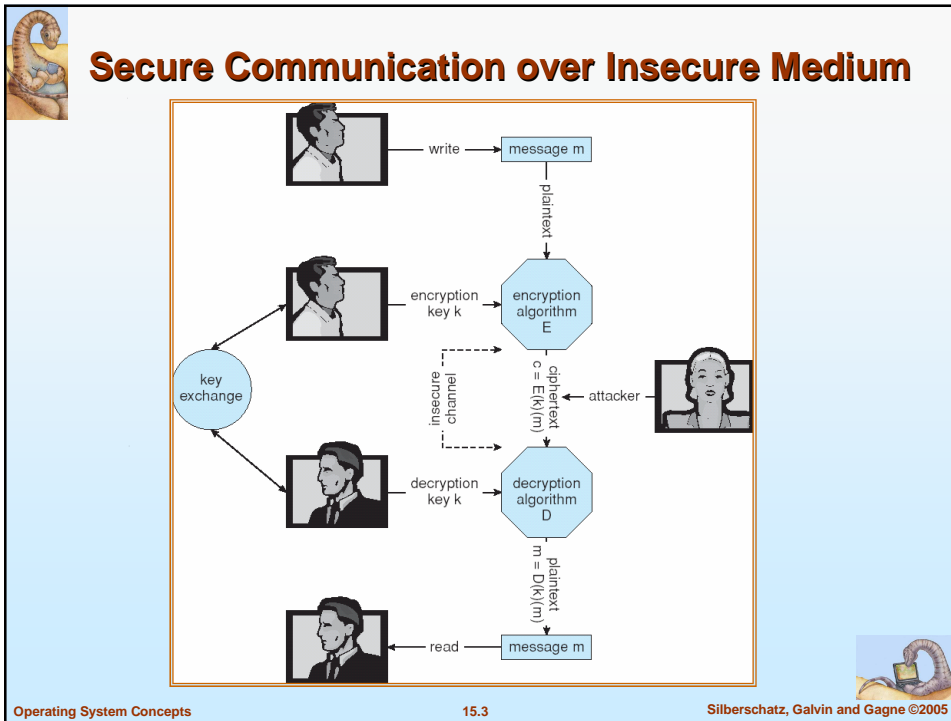 Secure Communication over Insecure Medium
write
message m
plaintext
encryption
key k
encryption
algorithm
E
key
exchange
insecure
channel
ciphertext
c = E(k)(m)
attacker
decryption
key k
decryption
algorithm
D
plaintext
m = D(k)(m)
read
message m
Operating System Concepts
15.3
Silberschatz, Galvin and Gagne ©2005